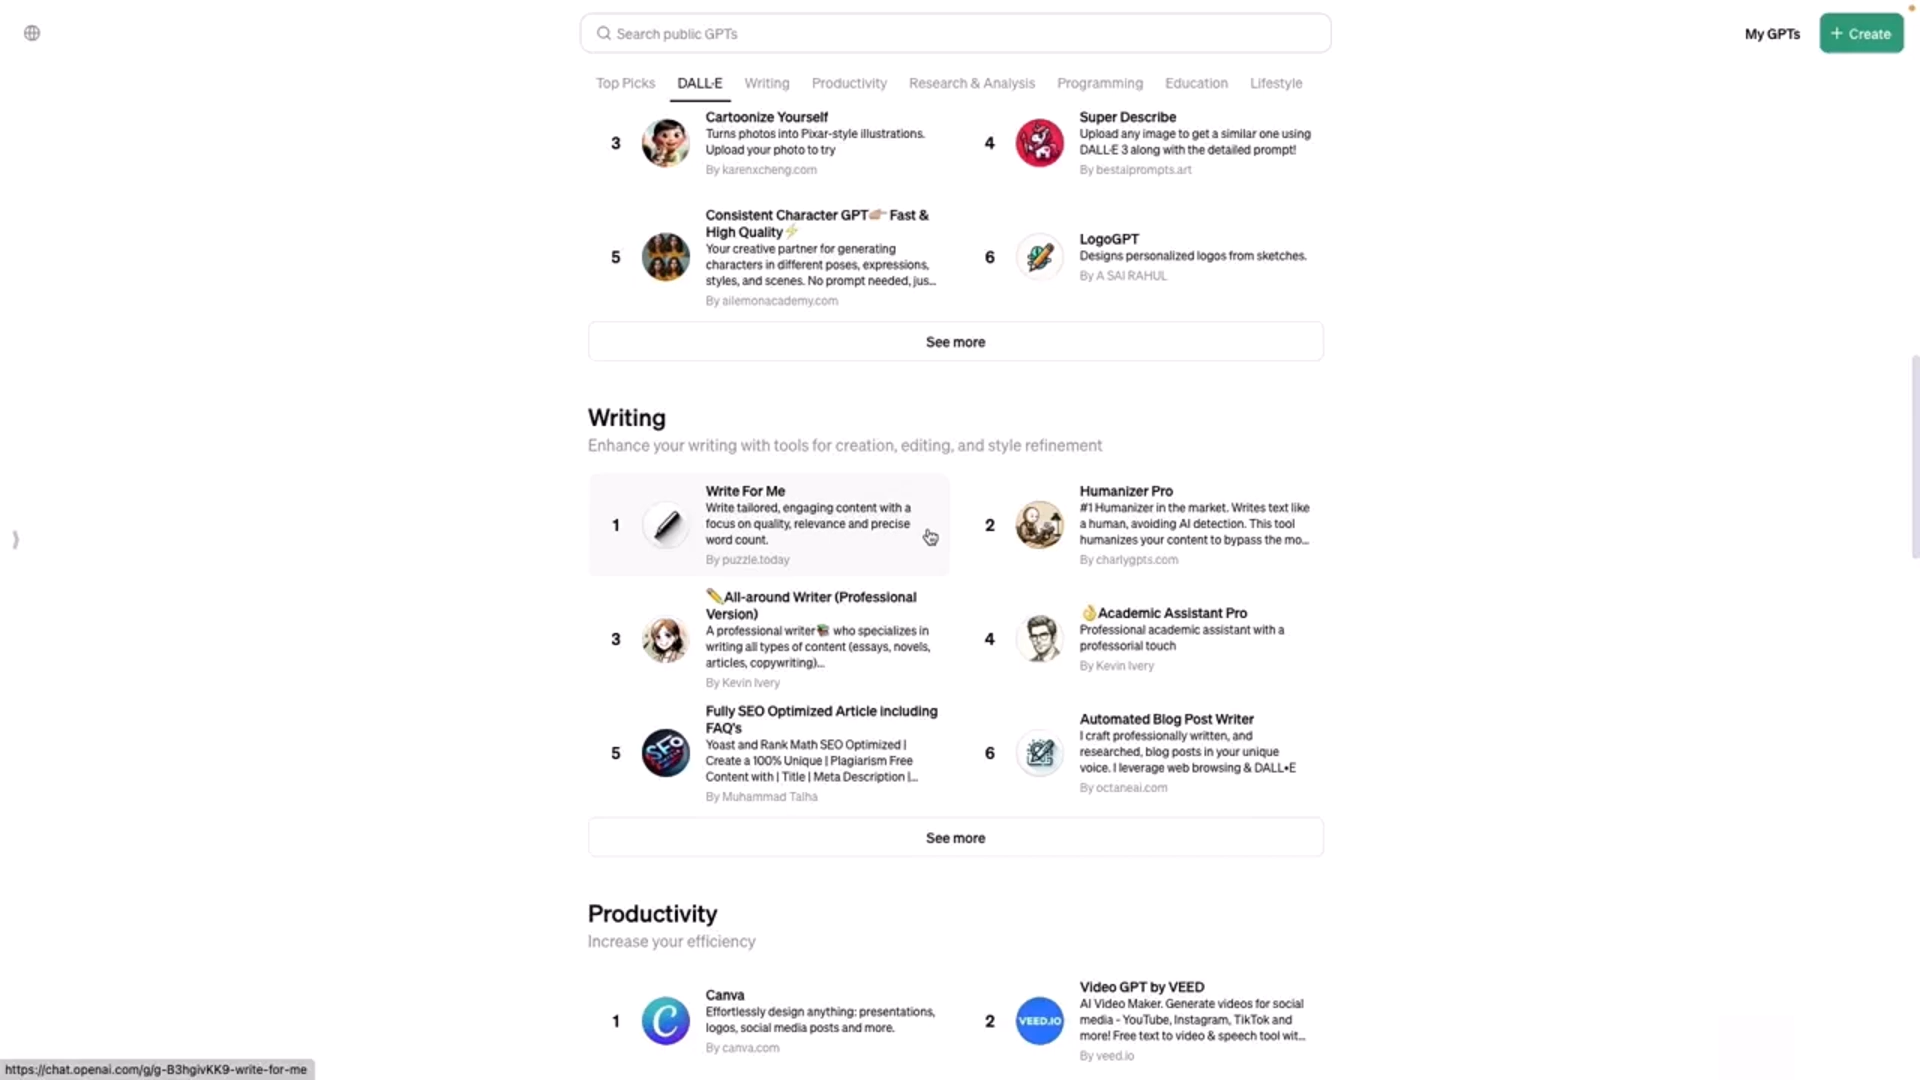 Search public GPTs
My GPTs
+ Create
Top Picks
DALL·E
Writing
Productivity
Research & Analysis
Programming
Education
Lifestyle
3
Cartoonize Yourself
Turns photos into Pixar-style illustrations.
Upload your photo to try
By karenxcheng.com
4
Super Describe
Upload any image to get a similar one using
DALL·E 3 along with the detailed prompt!
By bestaiprompts.art
5
Consistent Character GPT👉🏼 Fast &
High Quality⚡
Your creative partner for generating
characters in different poses, expressions,
styles, and scenes. No prompt needed, jus...
By ailemonacademy.com
6
LogoGPT
Designs personalized logos from sketches.
By A SAI RAHUL
See more
Writing
Enhance your writing with tools for creation, editing, and style refinement
1
Write For Me
Write tailored, engaging content with a
focus on quality, relevance and precise
word count.
By puzzle.today
2
Humanizer Pro
#1 Humanizer in the market. Writes text like
a human, avoiding AI detection. This tool
humanizes your content to bypass the mo...
By charlygpts.com
3
✏️All-around Writer (Professional
Version)
A professional writer📚 who specializes in
writing all types of content (essays, novels,
articles, copywriting)...
By Kevin Ivery
4
👌Academic Assistant Pro
Professional academic assistant with a
professorial touch
By Kevin Ivery
5
SEO
Fully SEO Optimized Article including
FAQ's
Yoast and Rank Math SEO Optimized |
Create a 100% Unique | Plagiarism Free
Content with | Title | Meta Description |...
By Muhammad Talha
6
Automated Blog Post Writer
I craft professionally written, and
researched, blog posts in your unique
voice. I leverage web browsing & DALL•E
By octaneai.com
See more
Productivity
Increase your efficiency
1
C
Canva
Effortlessly design anything: presentations,
logos, social media posts and more.
By canva.com
2
VEED.IO
Video GPT by VEED
AI Video Maker. Generate videos for social
media - YouTube, Instagram, TikTok and
more! Free text to video & speech tool wit...
By veed.io
https://chat.openai.com/g/g-B3hgivKK9-write-for-me